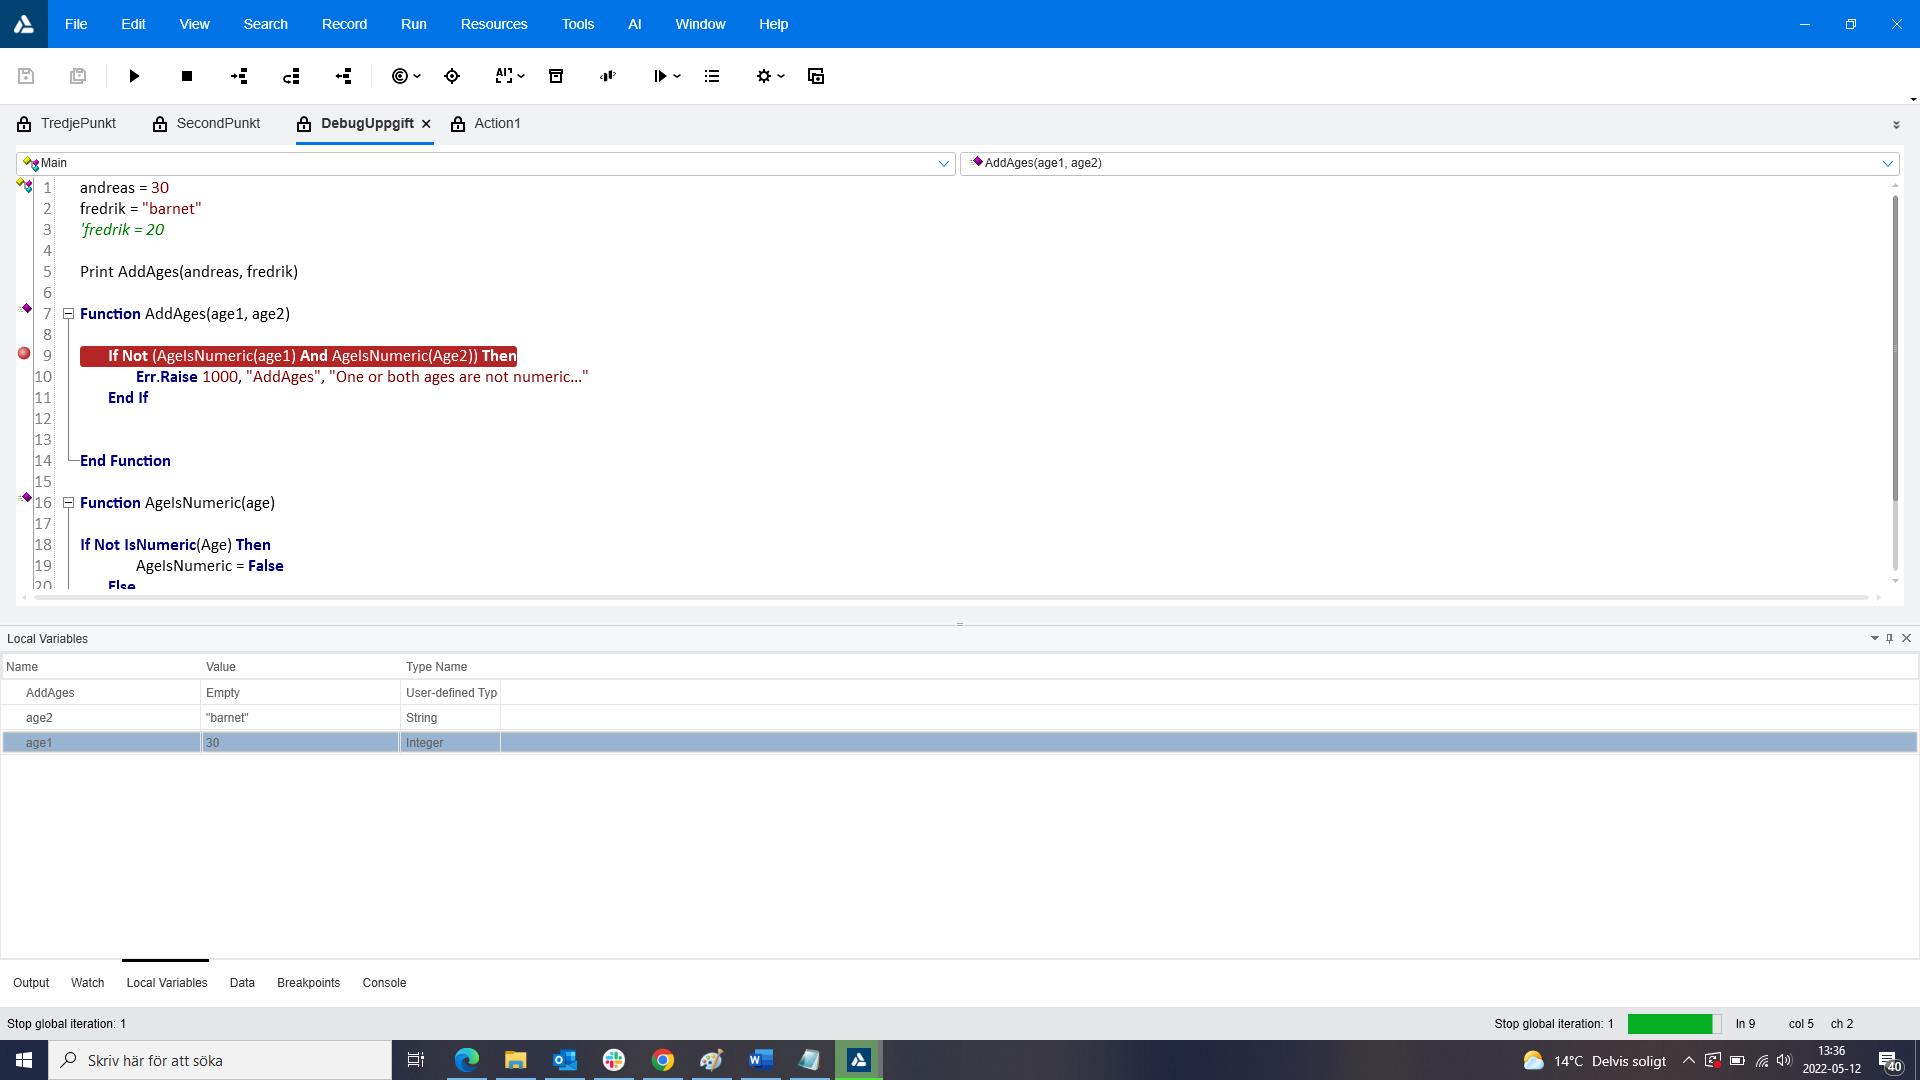 File Edit View Search Record Run Resources Tools AI Window Help
AI
TredjePunkt SecondPunkt DebugUppgift Action1
Main AddAges(age1, age2)
1 andreas = 30
2 fredrik = "barnet"
3 'fredrik = 20
4
5 Print AddAges(andreas, fredrik)
6
7 Function AddAges(age1, age2)
8
9 If Not (AgeIsNumeric(age1) And AgeIsNumeric(Age2)) Then
10 Err.Raise 1000, "AddAges", "One or both ages are not numeric..."
11 End If
12
13
14 End Function
15
16 Function AgeIsNumeric(age)
17
18 If Not IsNumeric(Age) Then
19 AgeIsNumeric = False
20 Else
Local Variables
Name Value Type Name
AddAges Empty User-defined Typ
age2 "barnet" String
age1 30 Integer
Output Watch Local Variables Data Breakpoints Console
Stop global iteration: 1 Stop global iteration: 1 ln 9 col 5 ch 2
Skriv här för att söka 14°C Delvis soligt 13:36
2022-05-12 40